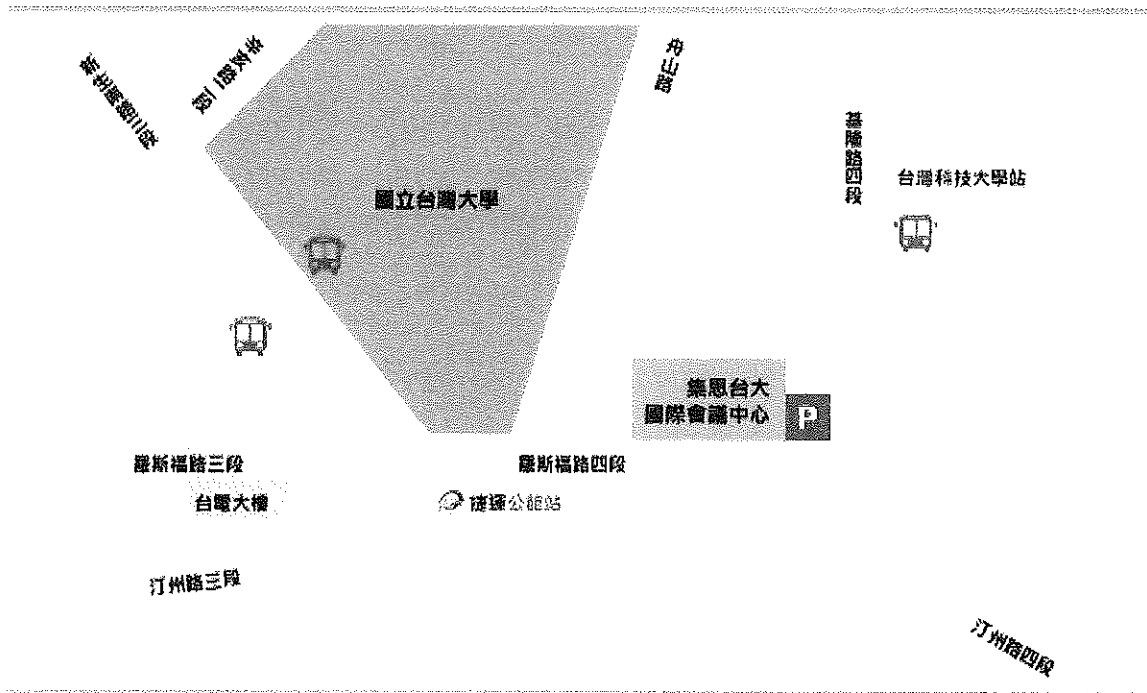 新生南路三段
辛亥路二段
舟山路
基隆路四段
台灣科技大學站
國立台灣大學
集思台大
國際會議中心
P
羅斯福路三段
羅斯福路四段
台電大樓
捷運公館站
汀州路三段
汀州路四段